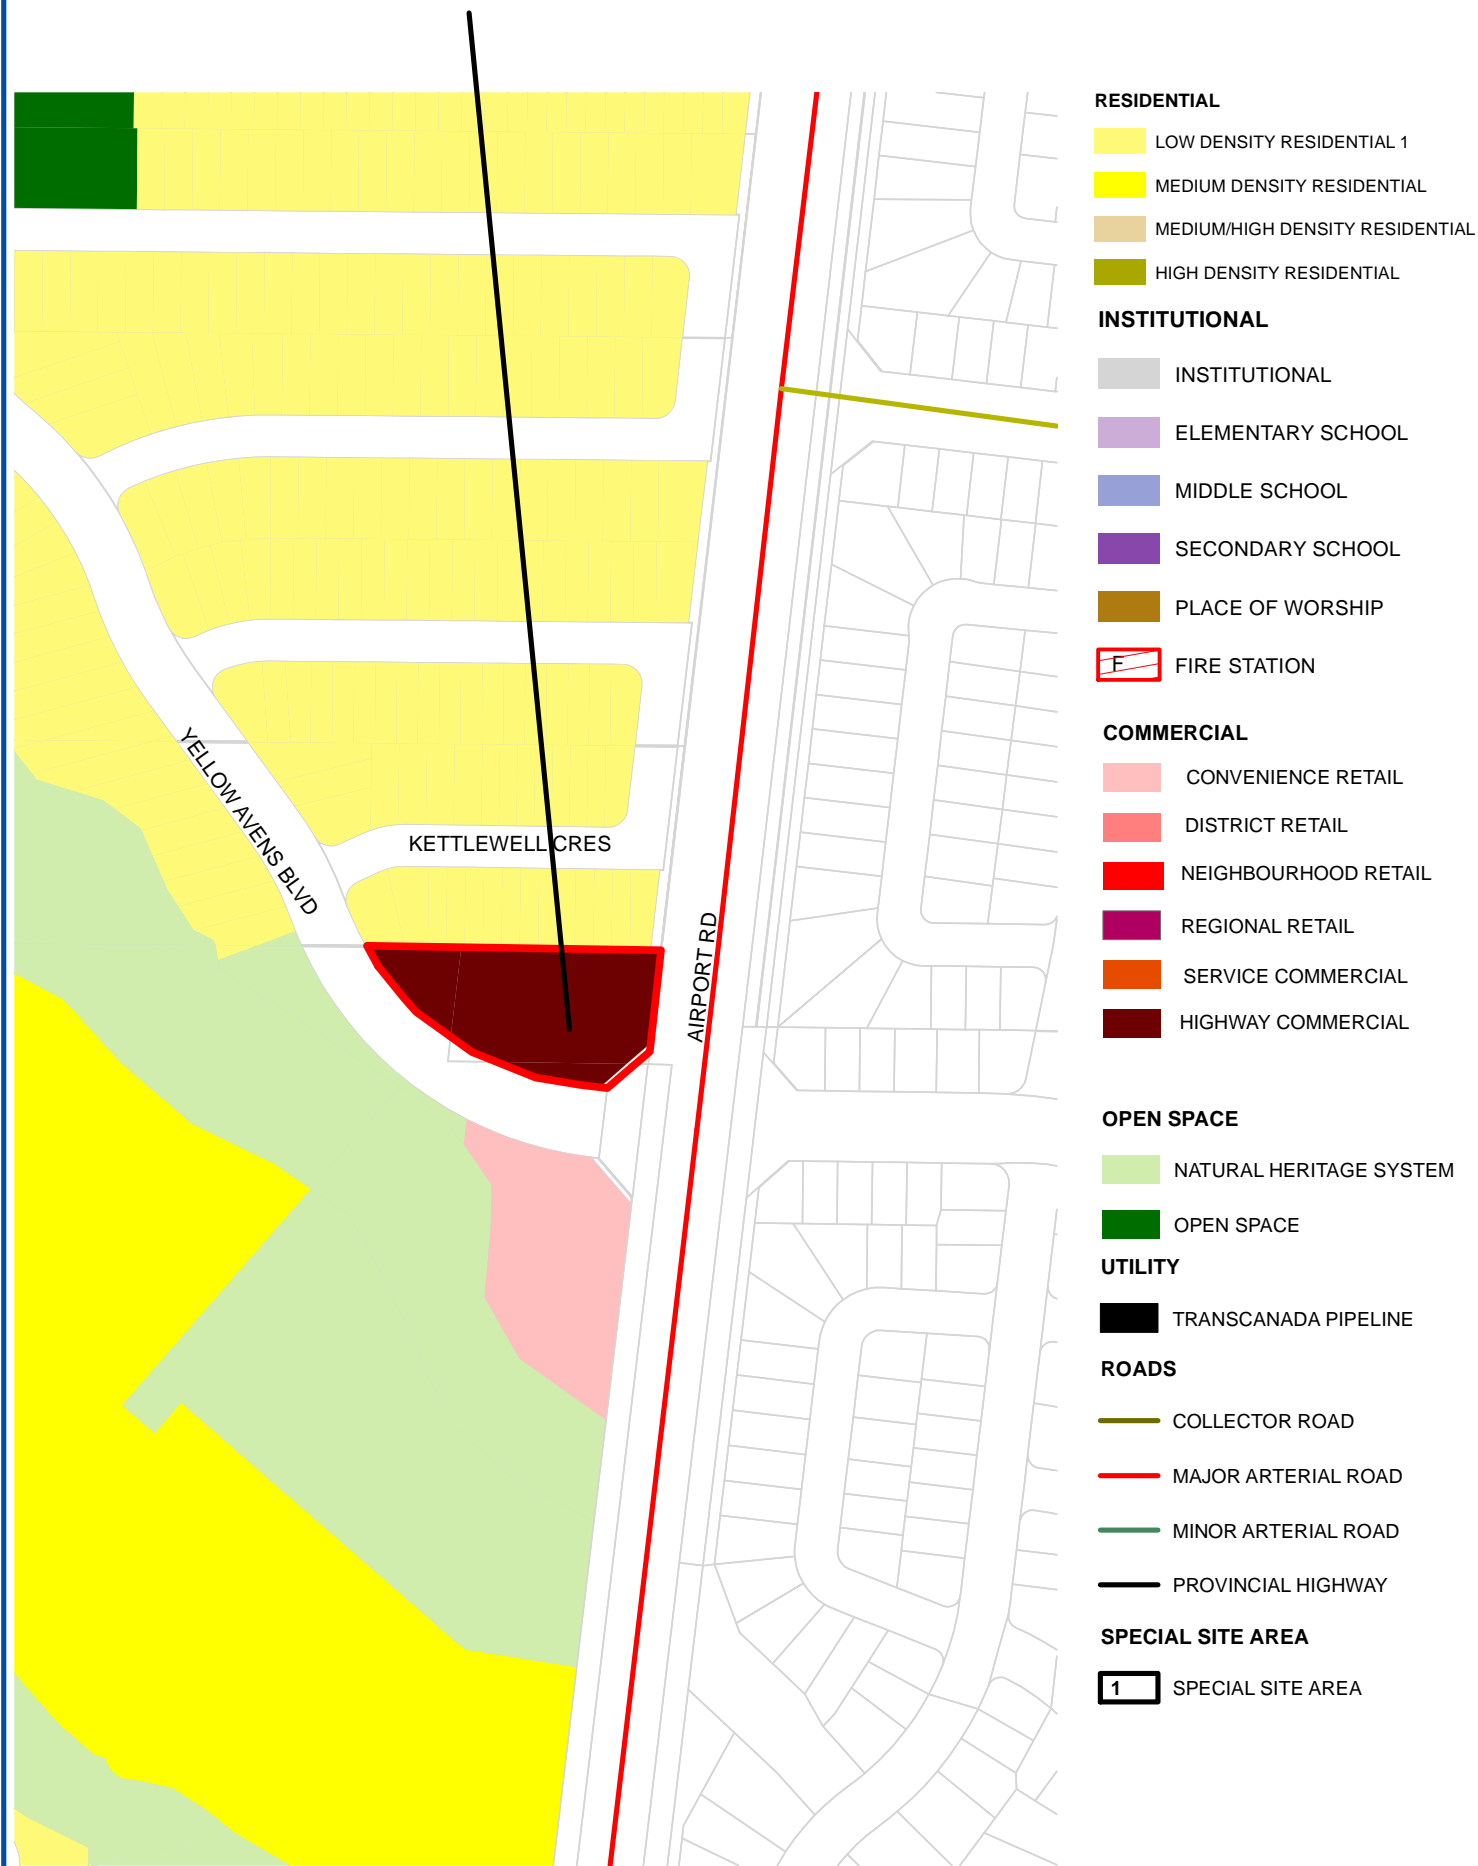 RESIDENTIAL
LOW DENSITY RESIDENTIAL 1
MEDIUM DENSITY RESIDENTIAL
MEDIUM/HIGH DENSITY RESIDENTIAL
HIGH DENSITY RESIDENTIAL
INSTITUTIONAL
INSTITUTIONAL
ELEMENTARY SCHOOL
MIDDLE SCHOOL
SECONDARY SCHOOL
PLACE OF WORSHIP
F FIRE STATION
COMMERCIAL
CONVENIENCE RETAIL
DISTRICT RETAIL
NEIGHBOURHOOD RETAIL
REGIONAL RETAIL
SERVICE COMMERCIAL
HIGHWAY COMMERCIAL
OPEN SPACE
NATURAL HERITAGE SYSTEM
OPEN SPACE
UTILITY
TRANSCANADA PIPELINE
ROADS
COLLECTOR ROAD
MAJOR ARTERIAL ROAD
MINOR ARTERIAL ROAD
PROVINCIAL HIGHWAY
SPECIAL SITE AREA
1 SPECIAL SITE AREA
YELLOW AVENS BLVD
KETTLEWELL CRES
AIRPORT RD